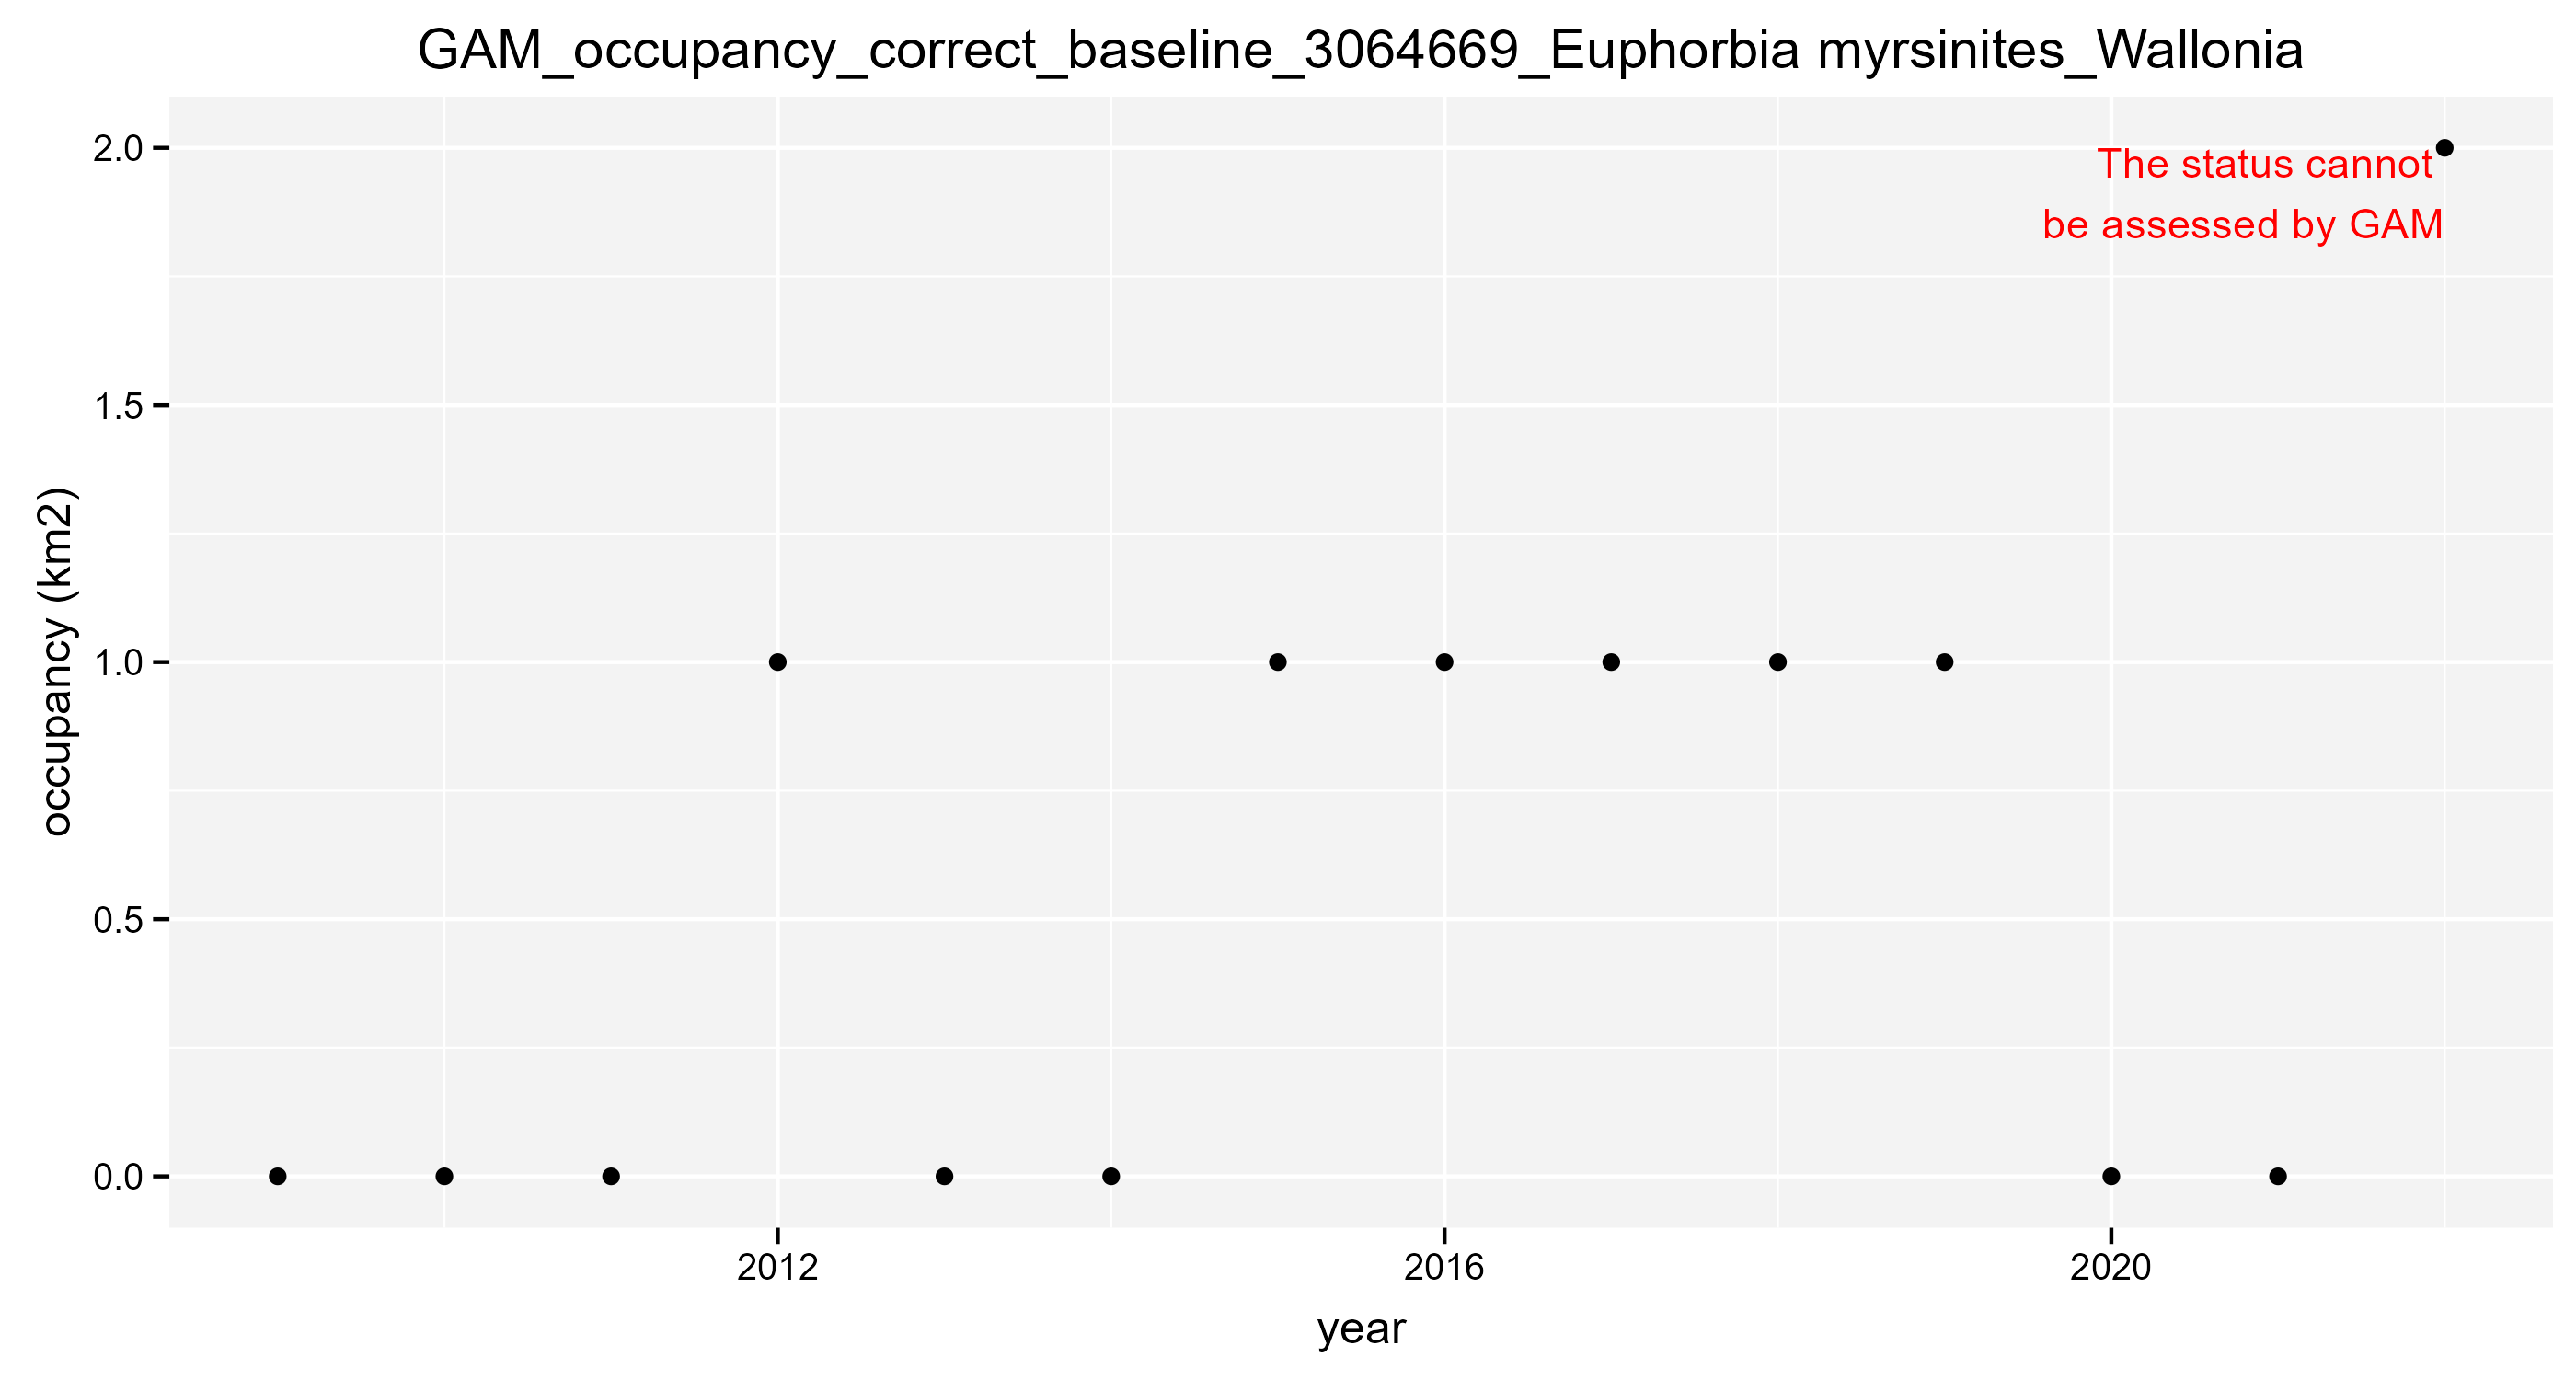 GAM_occupancy_correct_baseline_3064669_Euphorbia myrsinites_Wallonia
2.0
The status cannot
be assessed by GAM
1.5
occupancy (km2)
1.0
0.5
0.0
2012
2016
2020
year